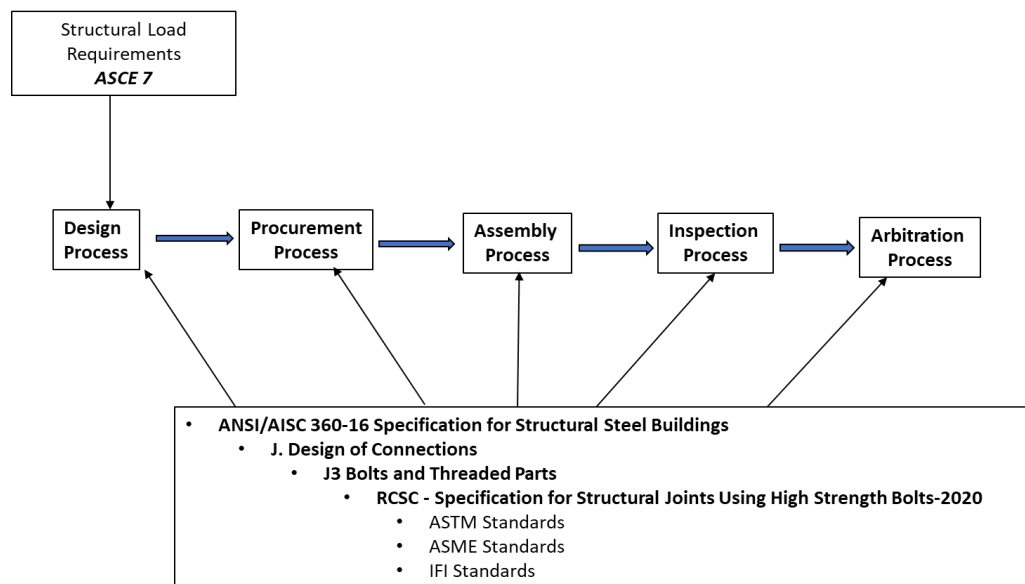 Structural Load
Requirements
ASCE 7
Design
Process
Procurement
Process
Assembly
Process
Inspection
Process
Arbitration
Process
• ANSI/AISC 360-16 Specification for Structural Steel Buildings
• J. Design of Connections
• J3 Bolts and Threaded Parts
• RCSC - Specification for Structural Joints Using High Strength Bolts-2020
• ASTM Standards
• ASME Standards
• IFI Standards